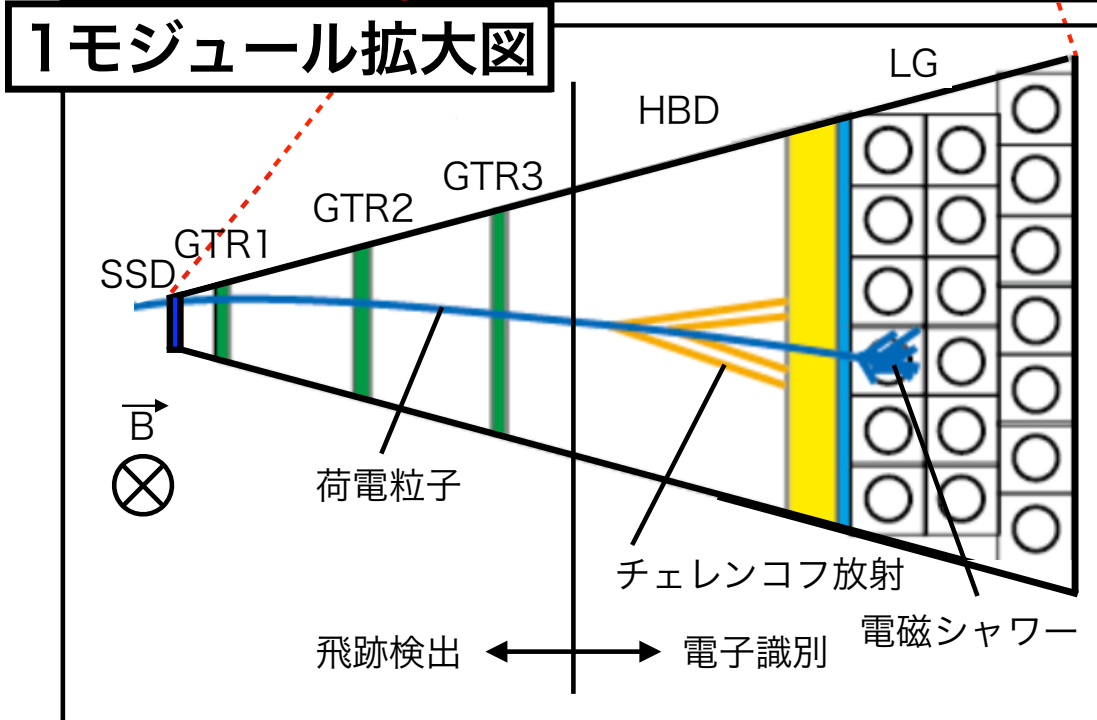 1モジュール拡大図
LG
HBD
GTR3
GTR2
GTR1
SSD
B
荷電粒子
チェレンコフ放射
電磁シャワー
飛跡検出
電子識別